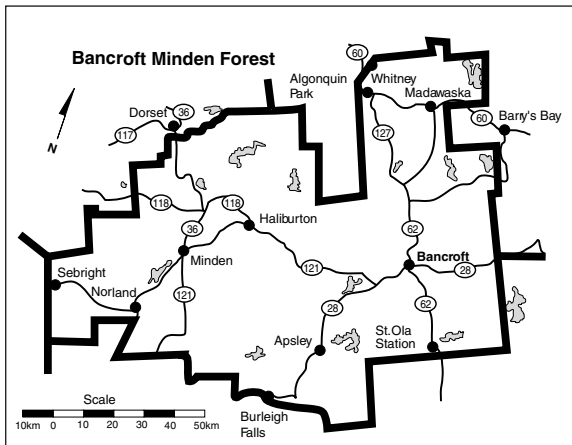 60
Bancroft Minden Forest
Algonquin
Park
Whitney
Madawaska
36
Dorset
117
60
Barry's Bay
127
N
118
118
Haliburton
36
62
Minden
Bancroft
121
28
Sebright
Norland
121
28
62
Apsley
St.Ola
Station
Scale
10km 0 10 20 30 40 50km
Burleigh
Falls